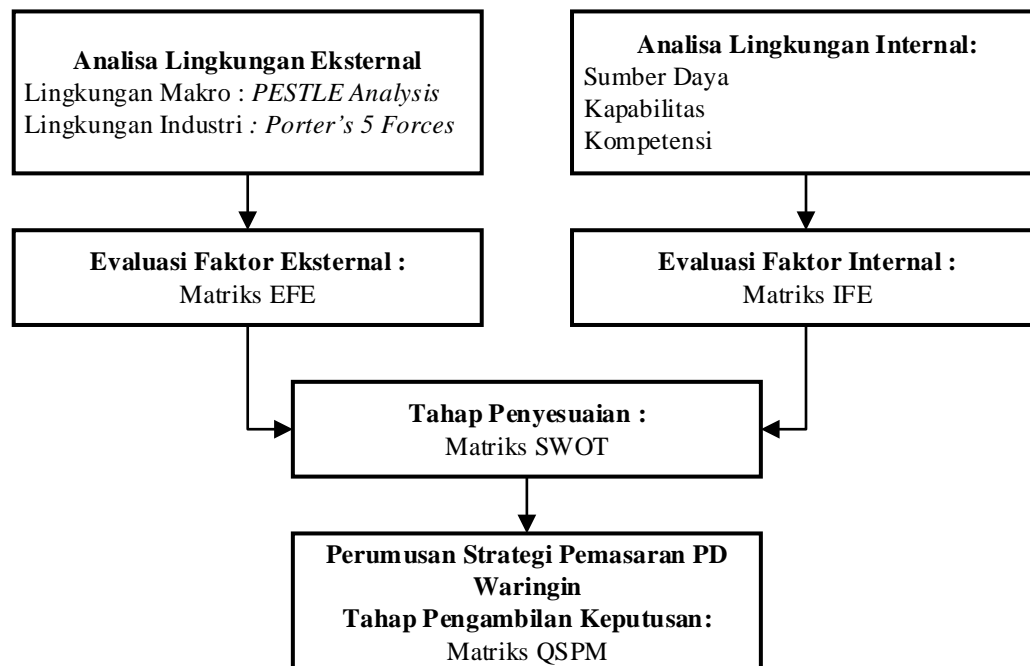 Analisa Lingkungan Eksternal
Lingkungan Makro : PESTLE Analysis
Lingkungan Industri : Porter's 5 Forces
Analisa Lingkungan Internal:
Sumber Daya
Kapabilitas
Kompetensi
Evaluasi Faktor Eksternal :
Matriks EFE
Evaluasi Faktor Internal :
Matriks IFE
Tahap Penyesuaian :
Matriks SWOT
Perumusan Strategi Pemasaran PD
Waringin
Tahap Pengambilan Keputusan:
Matriks QSPM